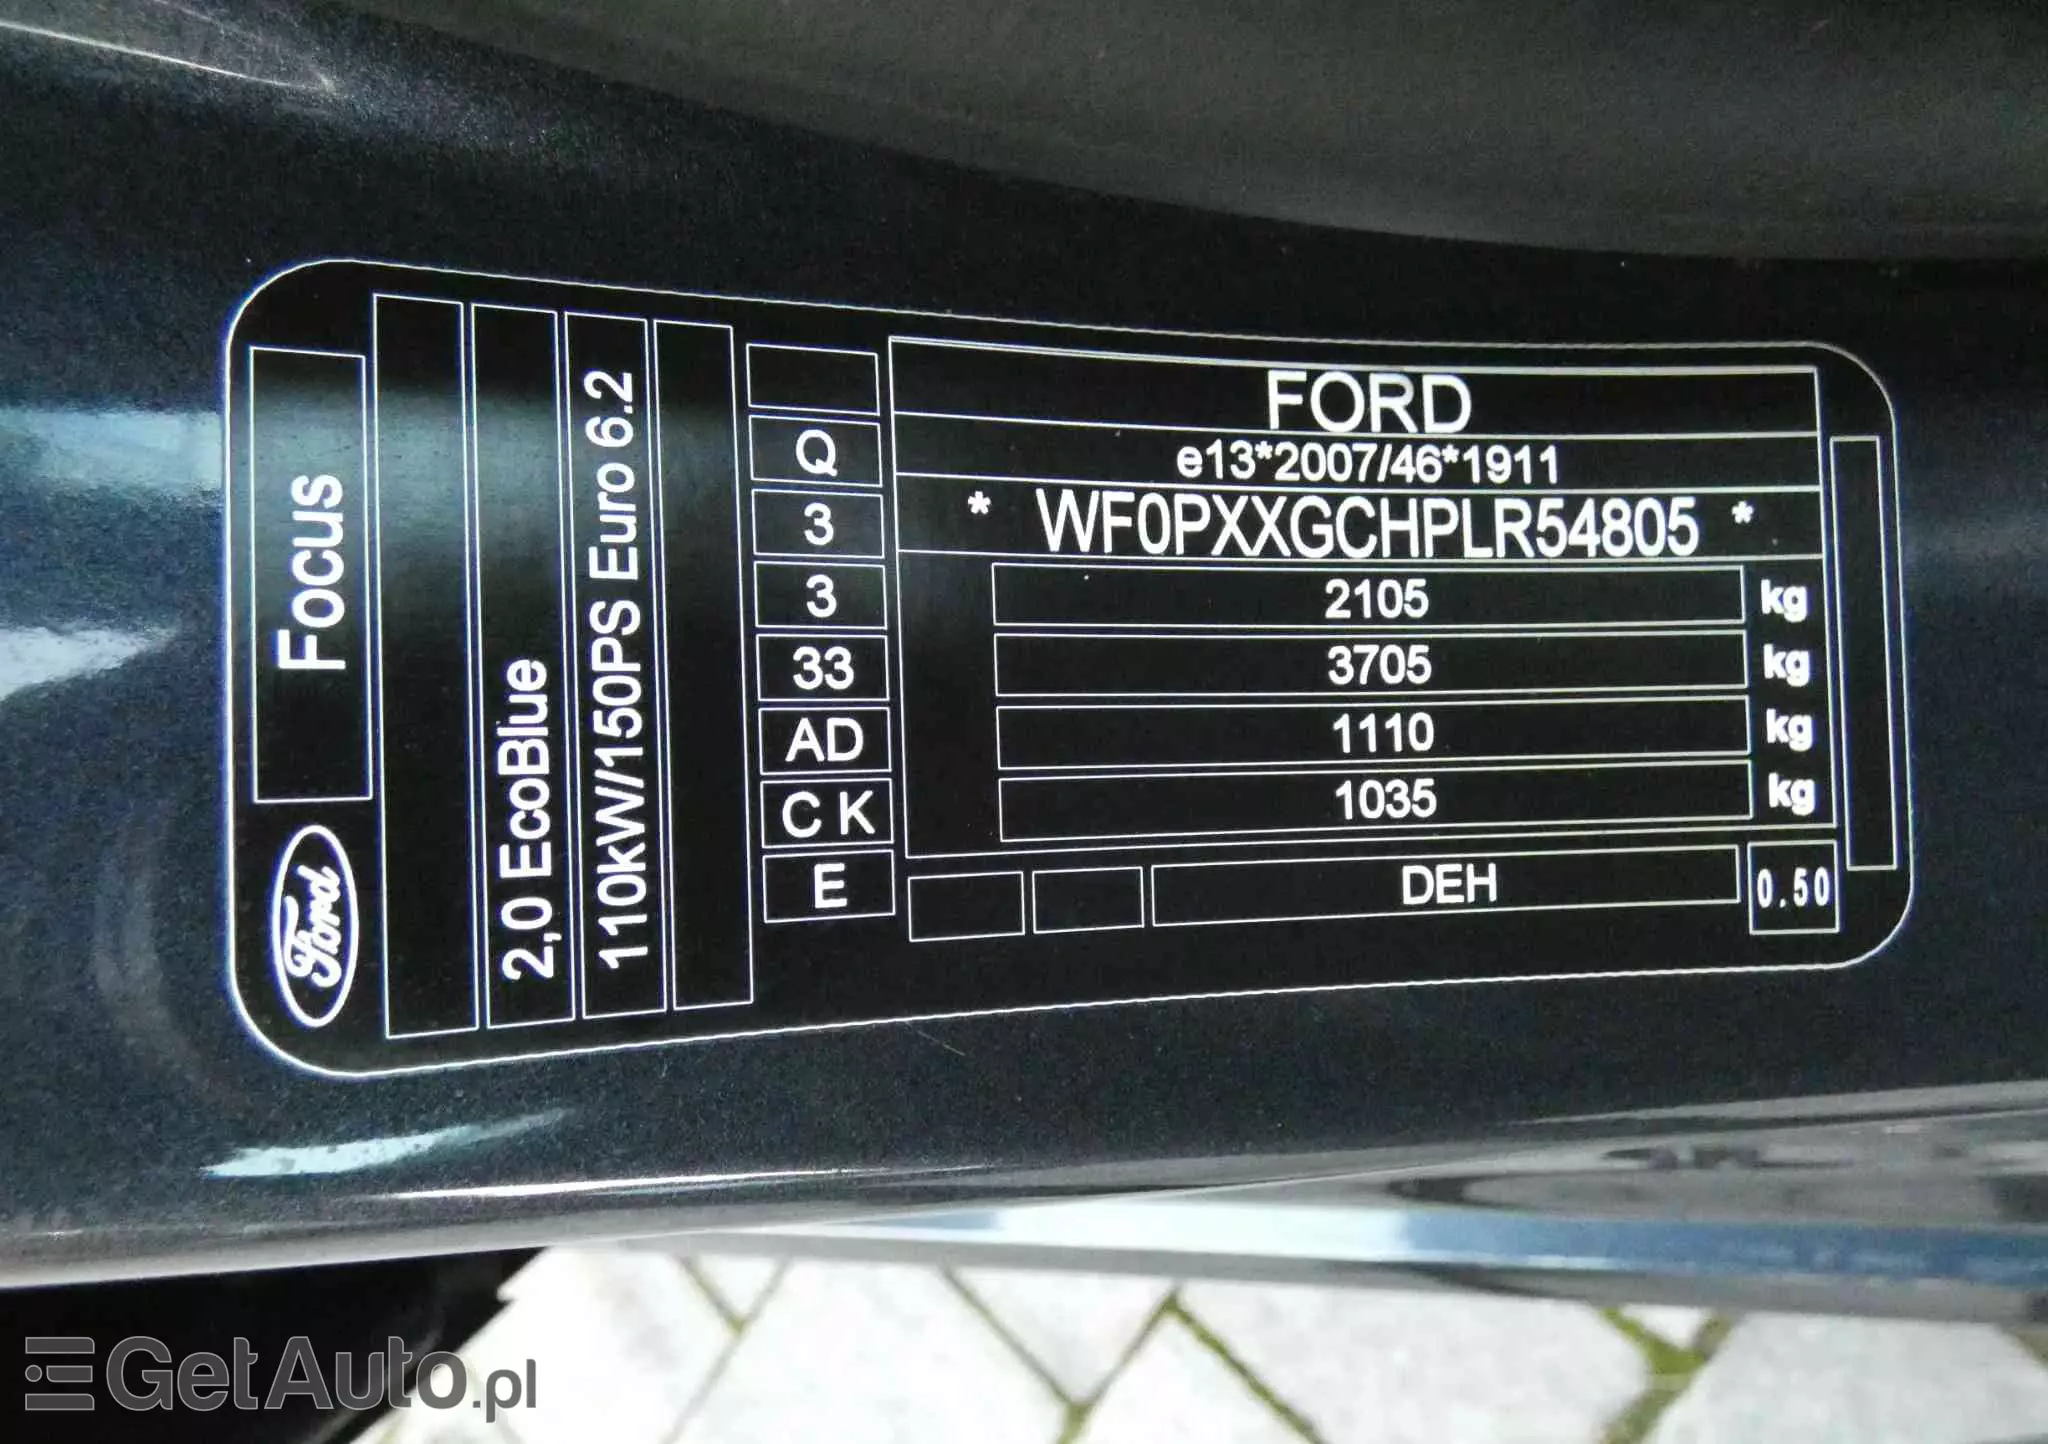 Ford
Focus
2,0 EcoBlue
110kW/150PS Euro 6.2
Q
3
3
33
AD
C K
E
FORD
e13*2007/46*1911
* WF0PXXGCHPLR54805 *
2105 kg
3705 kg
1110 kg
1035 kg
DEH
0.50
GetAuto.pl